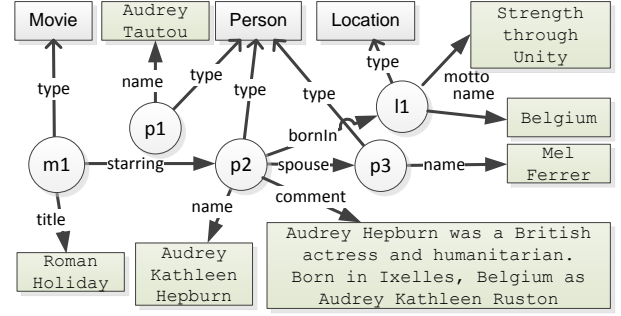 Movie
Audrey
Tautou
Person
Location
Strength
through
Unity
type
name
type
type
type
type
motto
name
p1
l1
bornIn
Belgium
m1
starring
p2
spouse
p3
name
Mel
Ferrer
title
name
comment
Roman
Holiday
Audrey
Kathleen
Hepburn
Audrey Hepburn was a British
actress and humanitarian.
Born in Ixelles, Belgium as
Audrey Kathleen Ruston